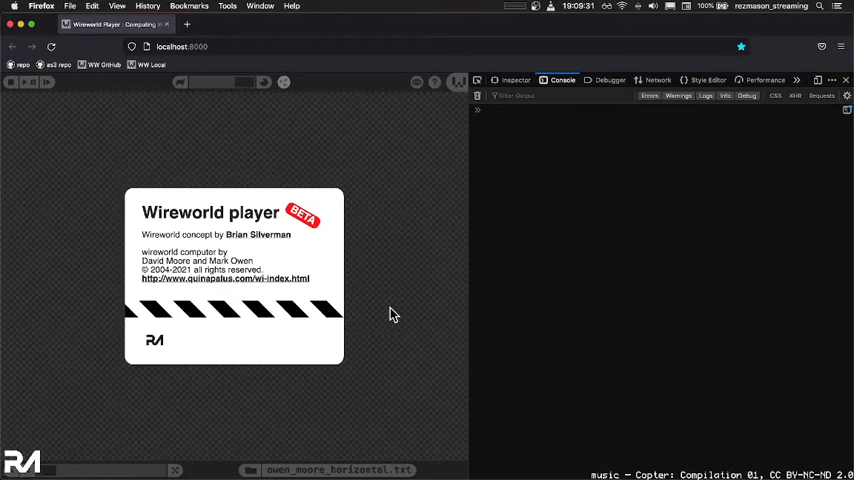 Firefox File Edit View History Bookmarks Tools Window Help
100% 19:09:31 rezmason_streaming
Wireworld Player : Computing W
localhost:8000
repo as3 repo WW GitHub WW Local
Inspector Console Debugger Network Style Editor Performance
Filter Output Errors Warnings Logs Info Debug CSS XHR Requests
Wireworld player BETA
Wireworld concept by Brian Silverman
wireworld computer by
David Moore and Mark Owen
© 2004-2021 all rights reserved.
http://www.quinapalus.com/wi-index.html
RM
RM
owen_moore_horizontal.txt
music - Copter: Compilation 01, CC BY-NC-ND 2.0